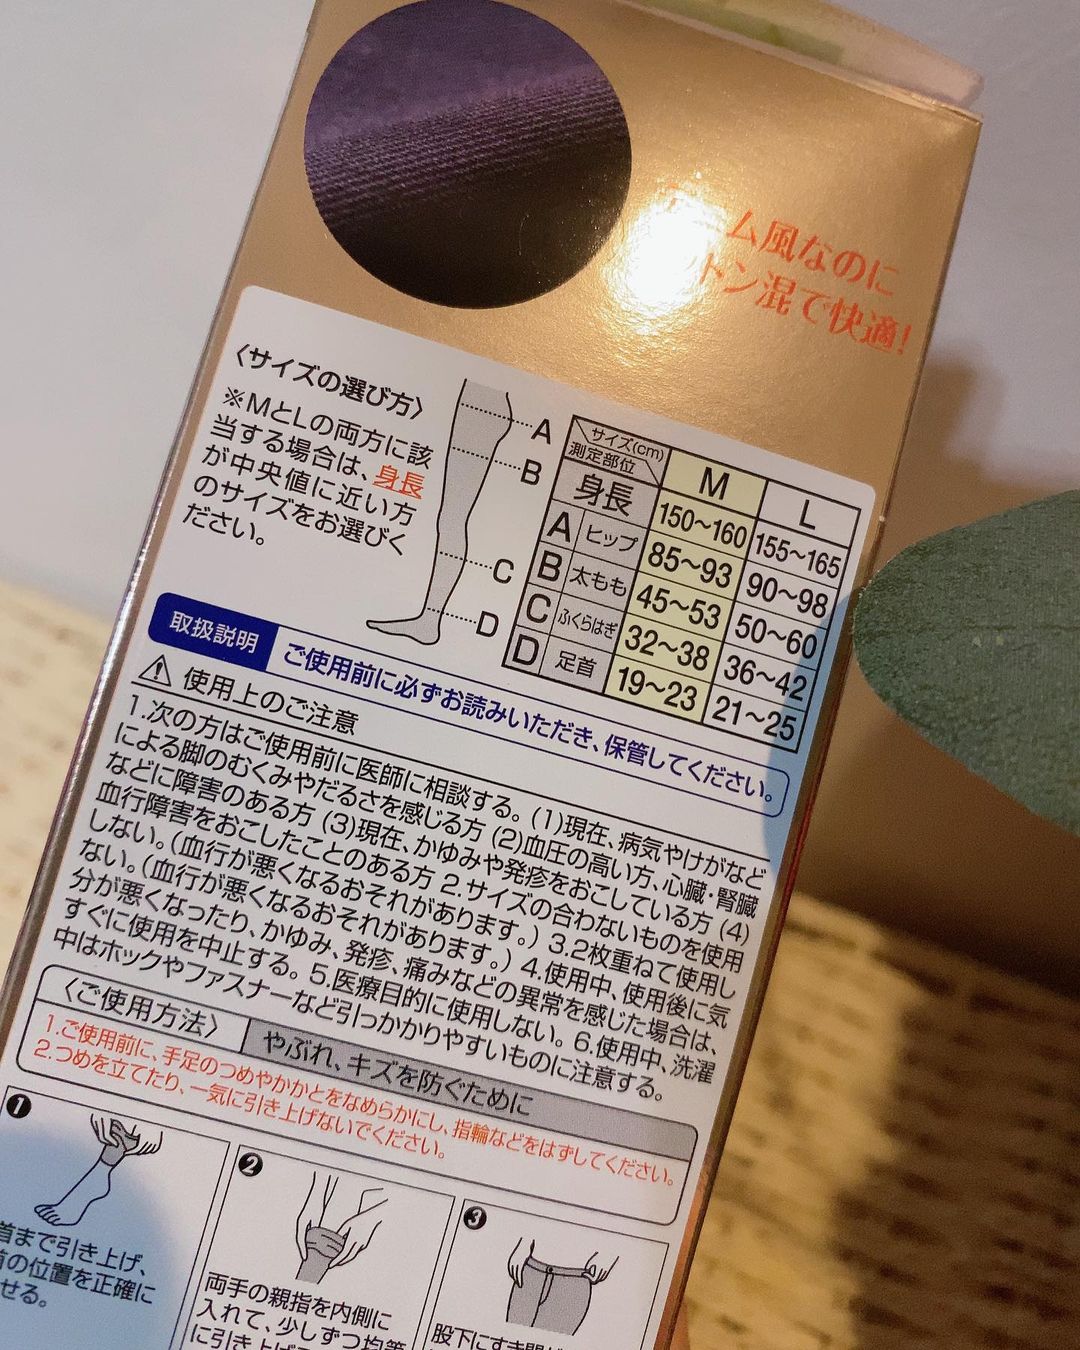 ム風なのに
トン混で快適!
〈サイズの選び方〉
※MとLの両方に該
当する場合は、身長
が中央値に近い方
のサイズをお選びく
ださい。
A
B
C
D
サイズ(cm)
測定部位
M
L
身長
150〜160
155〜165
A
ヒップ
85〜93
90〜98
B
太もも
45〜53
50〜60
C
ふくらはぎ
32〜38
36〜42
D
足首
19〜23
21〜25
取扱説明
ご使用前に必ずお読みいただき、保管してください。
⚠ 使用上のご注意
1.次の方はご使用前に医師に相談する。(1)現在、病気やけがなど
による脚のむくみやだるさを感じる方 (2)血圧の高い方、心臓・腎臓
などに障害のある方 (3)現在、かゆみや発疹をおこしている方 (4)
血行障害をおこしたことのある方 2.サイズの合わないものを使用
しない。(血行が悪くなるおそれがあります。) 3.2枚重ねて使用し
ない。(血行が悪くなるおそれがあります。) 4.使用中、使用後に気
分が悪くなったり、かゆみ、発疹、痛みなどの異常を感じた場合は、
すぐに使用を中止する。 5.医療目的に使用しない。 6.使用中、洗濯
中はホックやファスナーなど引っかかりやすいものに注意する。
〈ご使用方法〉
やぶれ、キズを防ぐために
1.ご使用前に、手足のつめやかかとをなめらかにし、指輪などをはずしてください。
2.つめを立てたり、一気に引き上げないでください。
❶
首まで引き上げ、
首の位置を正確に
せる。
❷
両手の親指を内側に
入れて、少しずつ均等
に引き上げ
❸
股下にすき間が